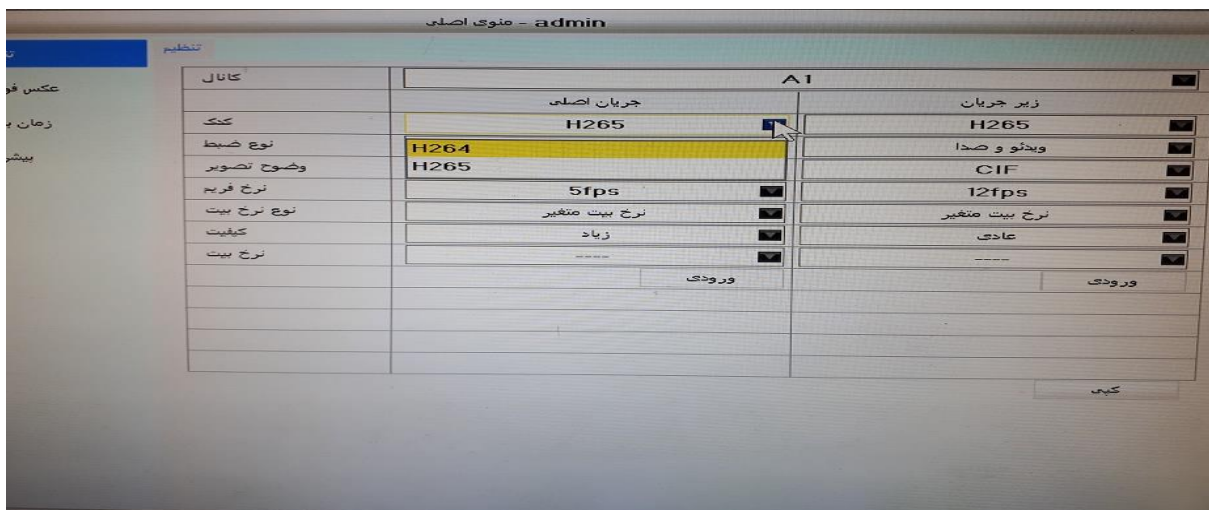 admin - منوی اصلی
تنظیم
کانال A1
جریان اصلی زیر جریان
کدک H265 H265
نوع ضبط ویدئو و صدا
H264
وضوح تصویر CIF
H265
نرخ فریم 5fps 12fps
نوع نرخ بیت نرخ بیت متغیر نرخ بیت متغیر
کیفیت زیاد عادی
نرخ بیت ---- ----
ورودی ورودی
کپی
عکس
زمان